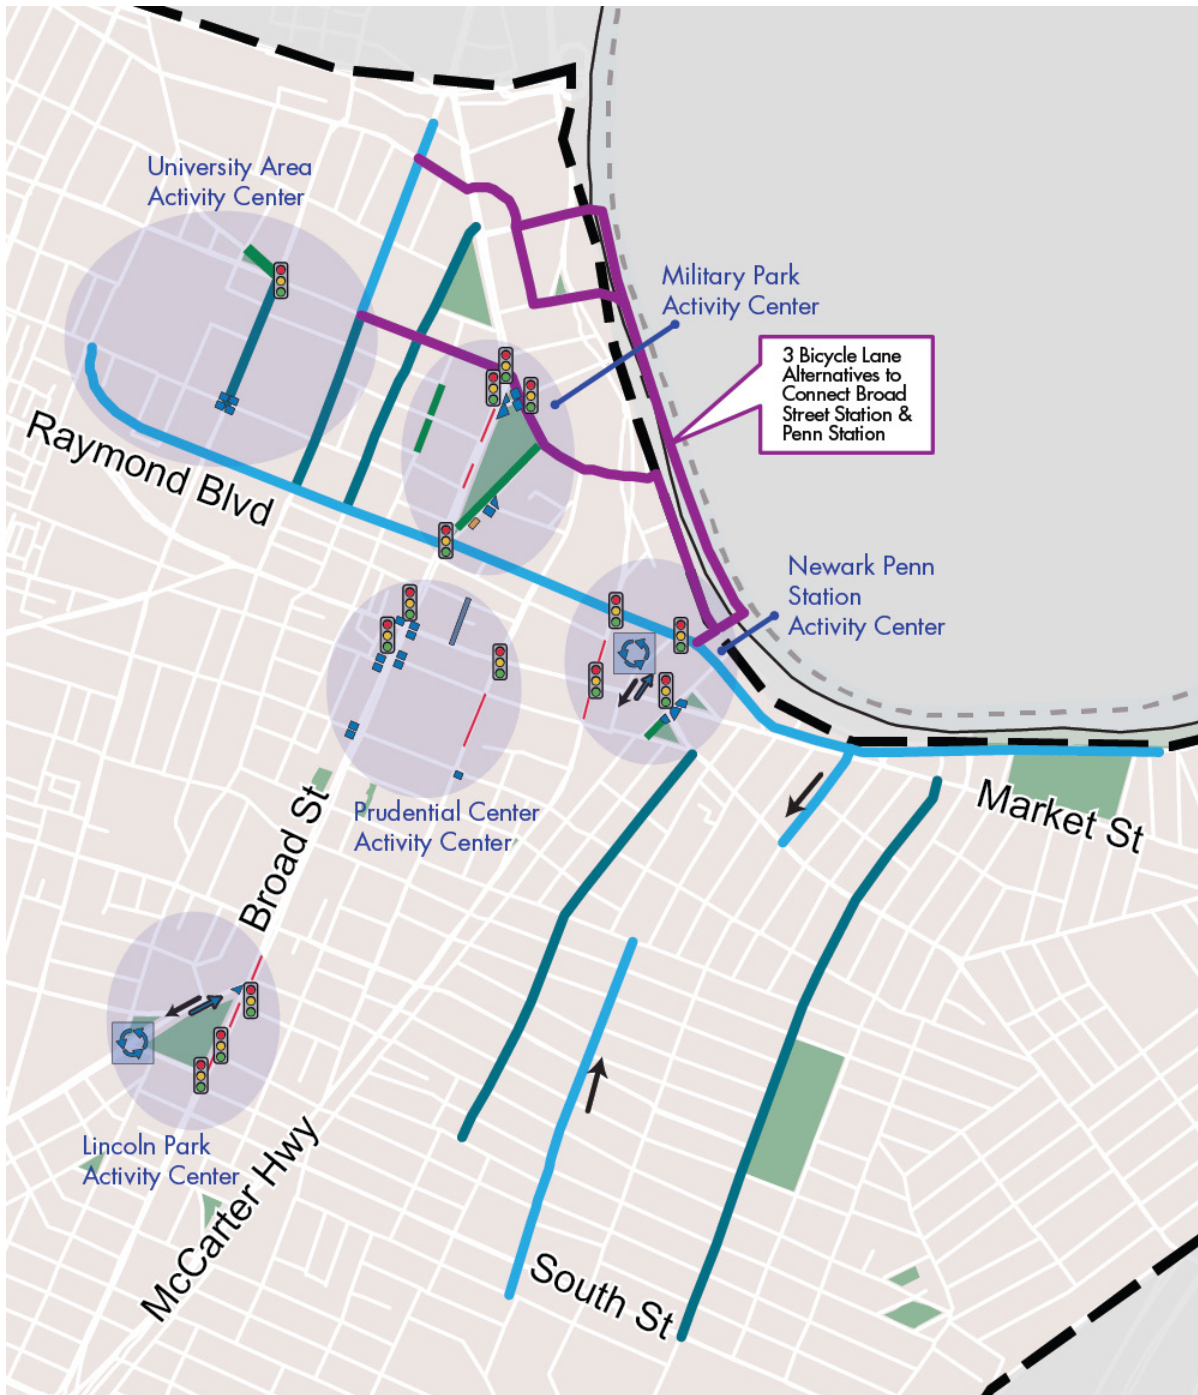 University Area
Activity Center
Military Park
Activity Center
3 Bicycle Lane
Alternatives to
Connect Broad
Street Station &
Penn Station
Raymond Blvd
Newark Penn
Station
Activity Center
Market St
Prudential Center
Activity Center
Broad St
Lincoln Park
Activity Center
McCarter Hwy
South St